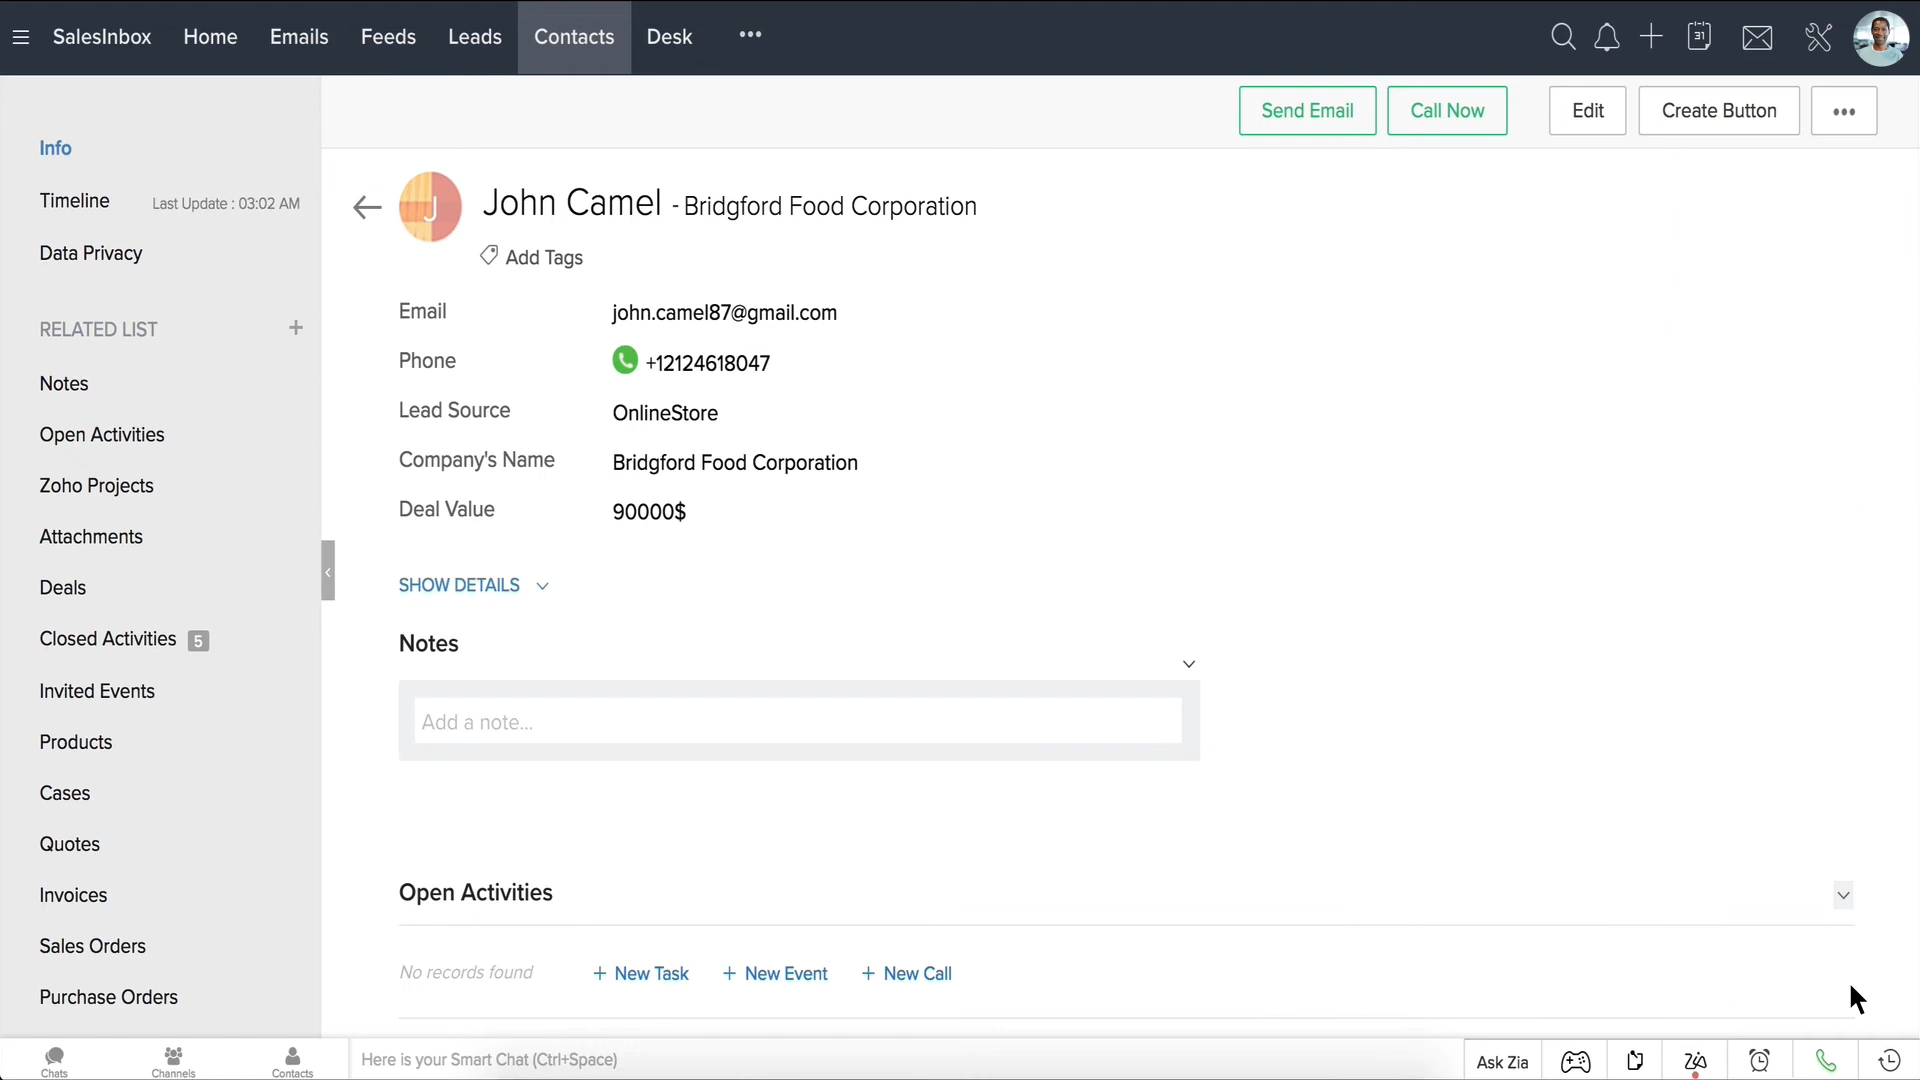 SalesInbox Home Emails Feeds Leads Contacts Desk •••
31
Send Email Call Now Edit Create Button •••
Info
Timeline Last Update : 03:02 AM
Data Privacy
RELATED LIST +
Notes
Open Activities
Zoho Projects
Attachments
Deals
Closed Activities 5
Invited Events
Products
Cases
Quotes
Invoices
Sales Orders
Purchase Orders
J
John Camel - Bridgford Food Corporation
Add Tags
Email john.camel87@gmail.com
Phone +12124618047
Lead Source OnlineStore
Company's Name Bridgford Food Corporation
Deal Value 90000$
SHOW DETAILS
Notes
Add a note...
Open Activities
No records found + New Task + New Event + New Call
Chats Channels Contacts
Here is your Smart Chat (Ctrl+Space)
Ask Zia